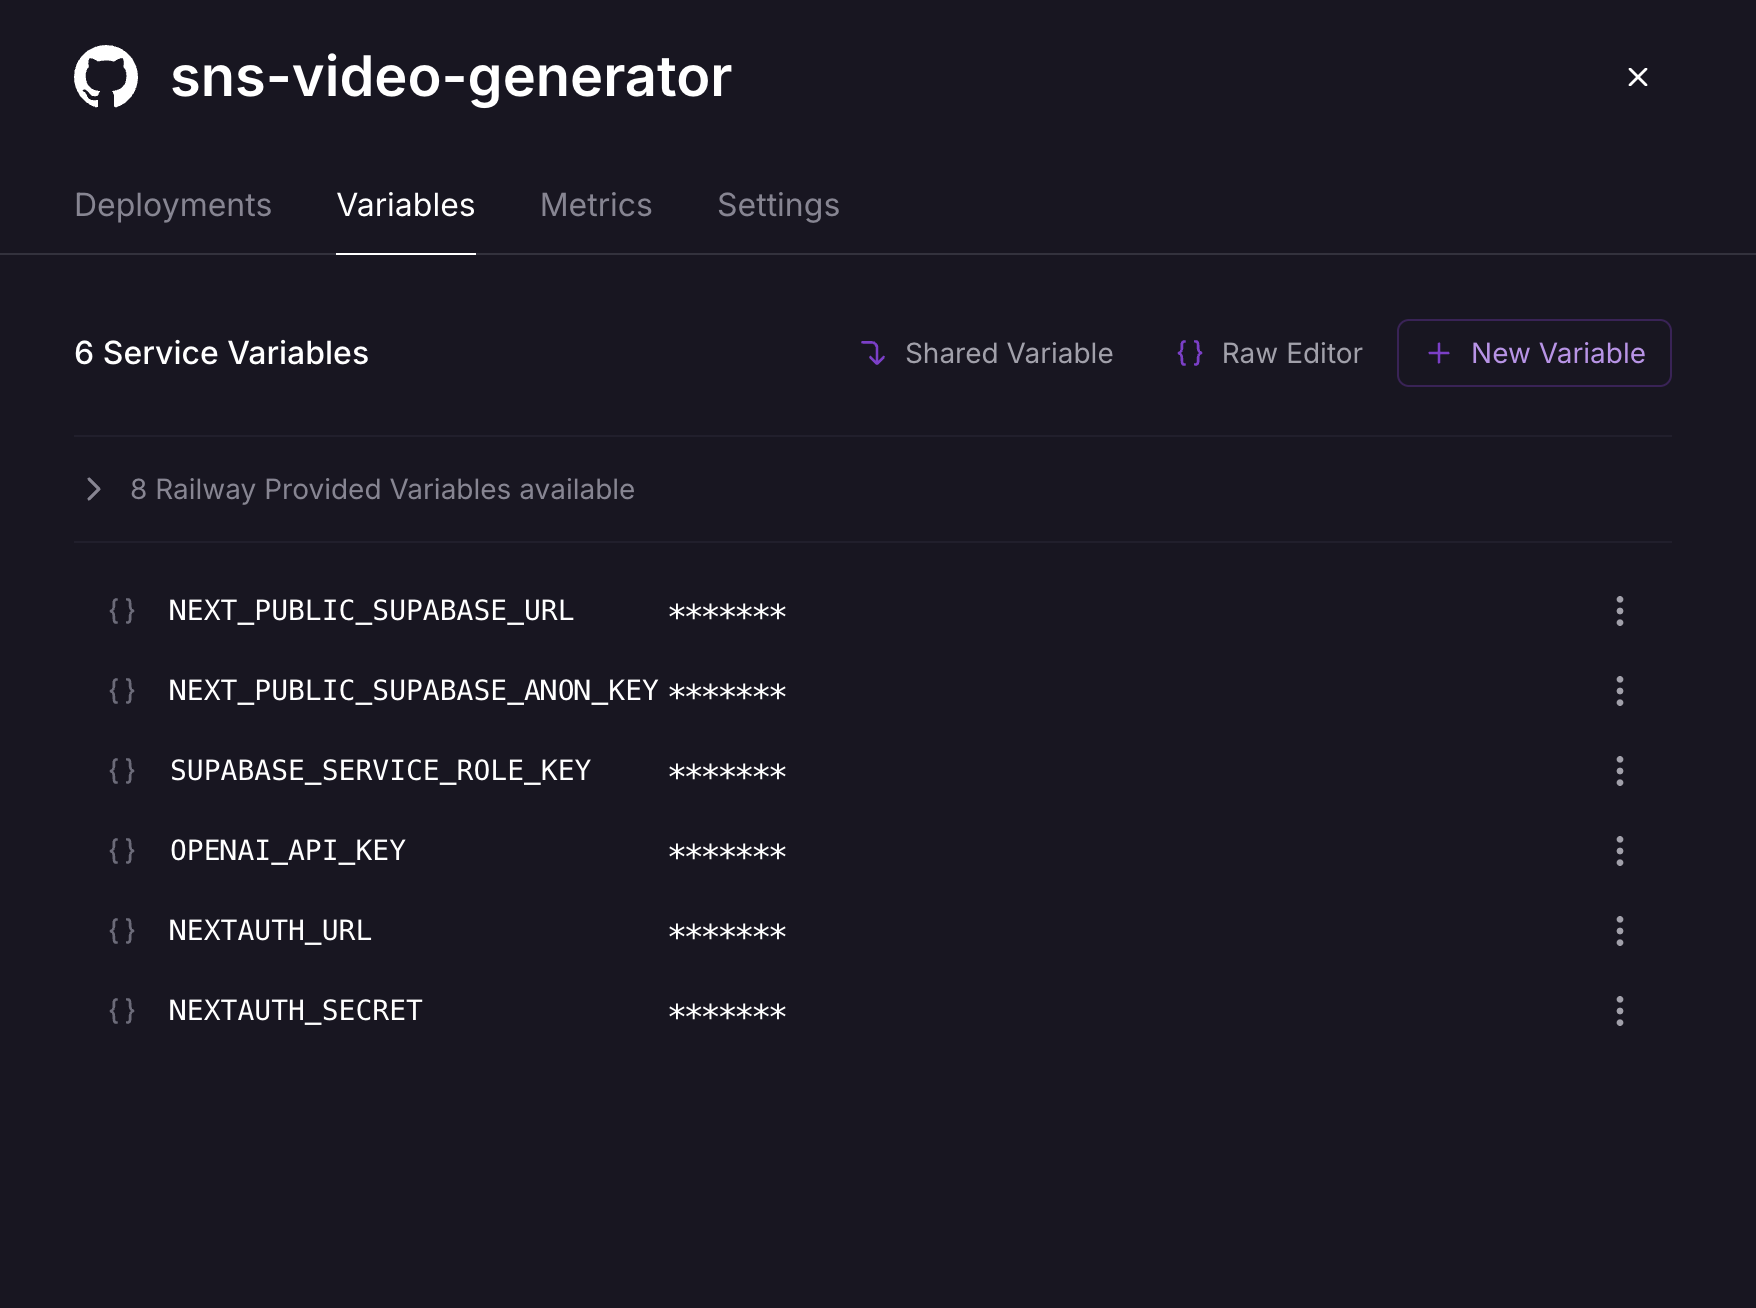 sns-video-generator
Deployments Variables Metrics Settings
6 Service Variables Shared Variable {} Raw Editor + New Variable
8 Railway Provided Variables available
{} NEXT_PUBLIC_SUPABASE_URL *******
{} NEXT_PUBLIC_SUPABASE_ANON_KEY *******
{} SUPABASE_SERVICE_ROLE_KEY *******
{} OPENAI_API_KEY *******
{} NEXTAUTH_URL *******
{} NEXTAUTH_SECRET *******